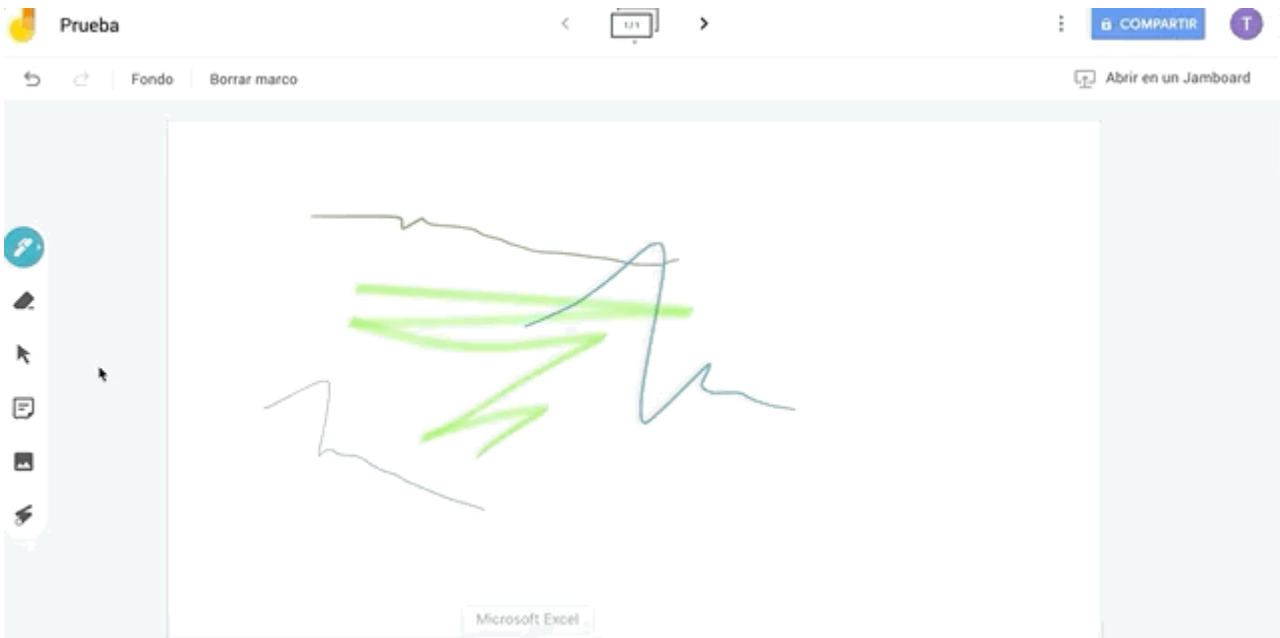 Prueba
1/1
COMPARTIR
T
Fondo
Borrar marco
Abrir en un Jamboard
Microsoft Excel